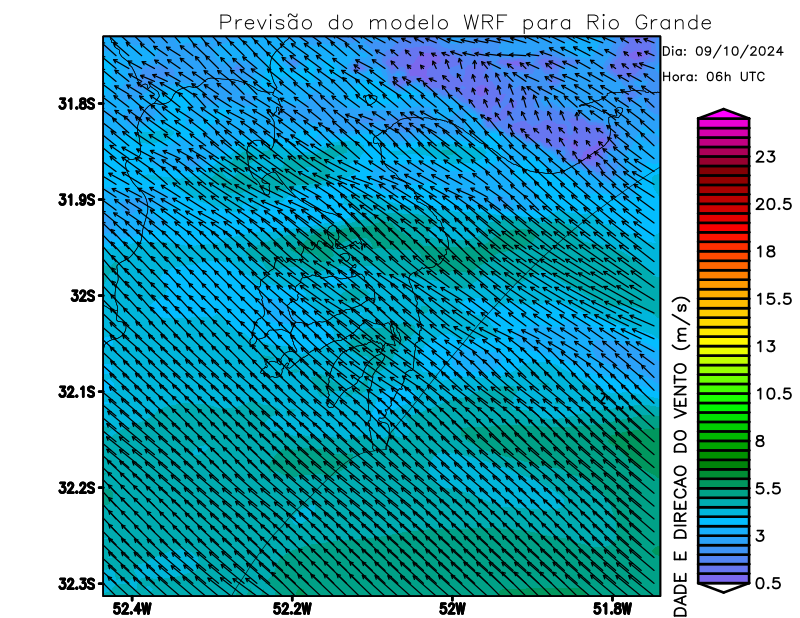 Previsão do modelo WRF para Rio Grande
Dia: 09/10/2024
Hora: 06h UTC
31.8S
31.9S
32S
32.1S
32.2S
32.3S
52.4W
52.2W
52W
51.8W
23
20.5
18
15.5
13
10.5
8
5.5
3
0.5
DADE E DIRECAO DO VENTO (m/s)